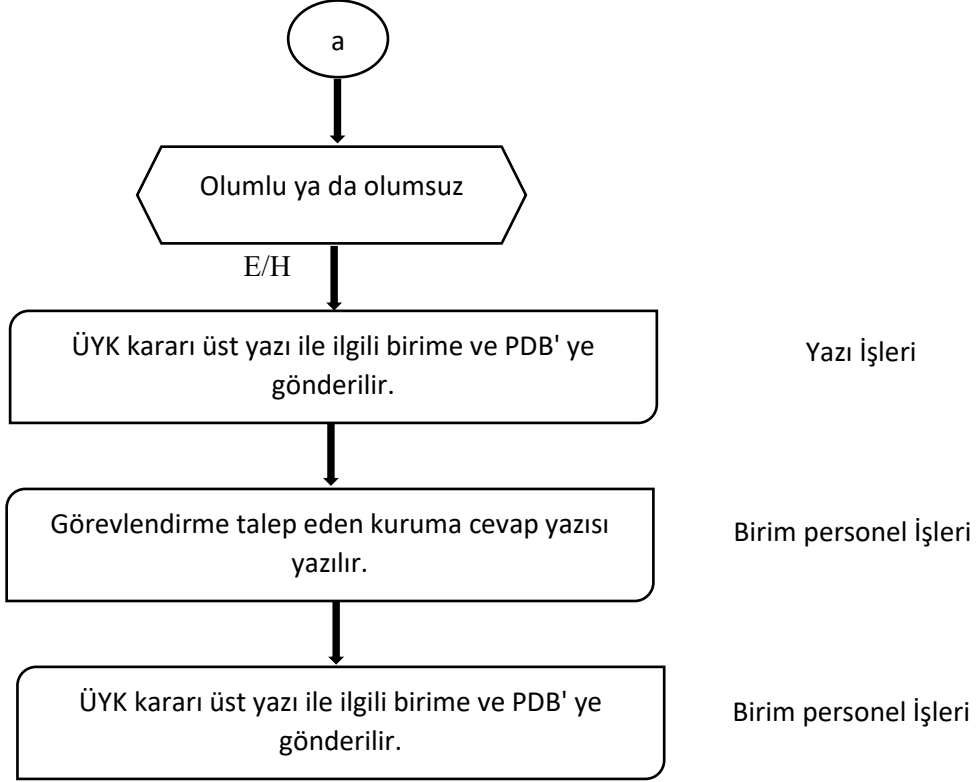 a
Olumlu ya da olumsuz
E/H
ÜYK kararı üst yazı ile ilgili birime ve PDB' ye
gönderilir.
Yazı İşleri
Görevlendirme talep eden kuruma cevap yazısı
yazılır.
Birim personel İşleri
ÜYK kararı üst yazı ile ilgili birime ve PDB' ye
gönderilir.
Birim personel İşleri